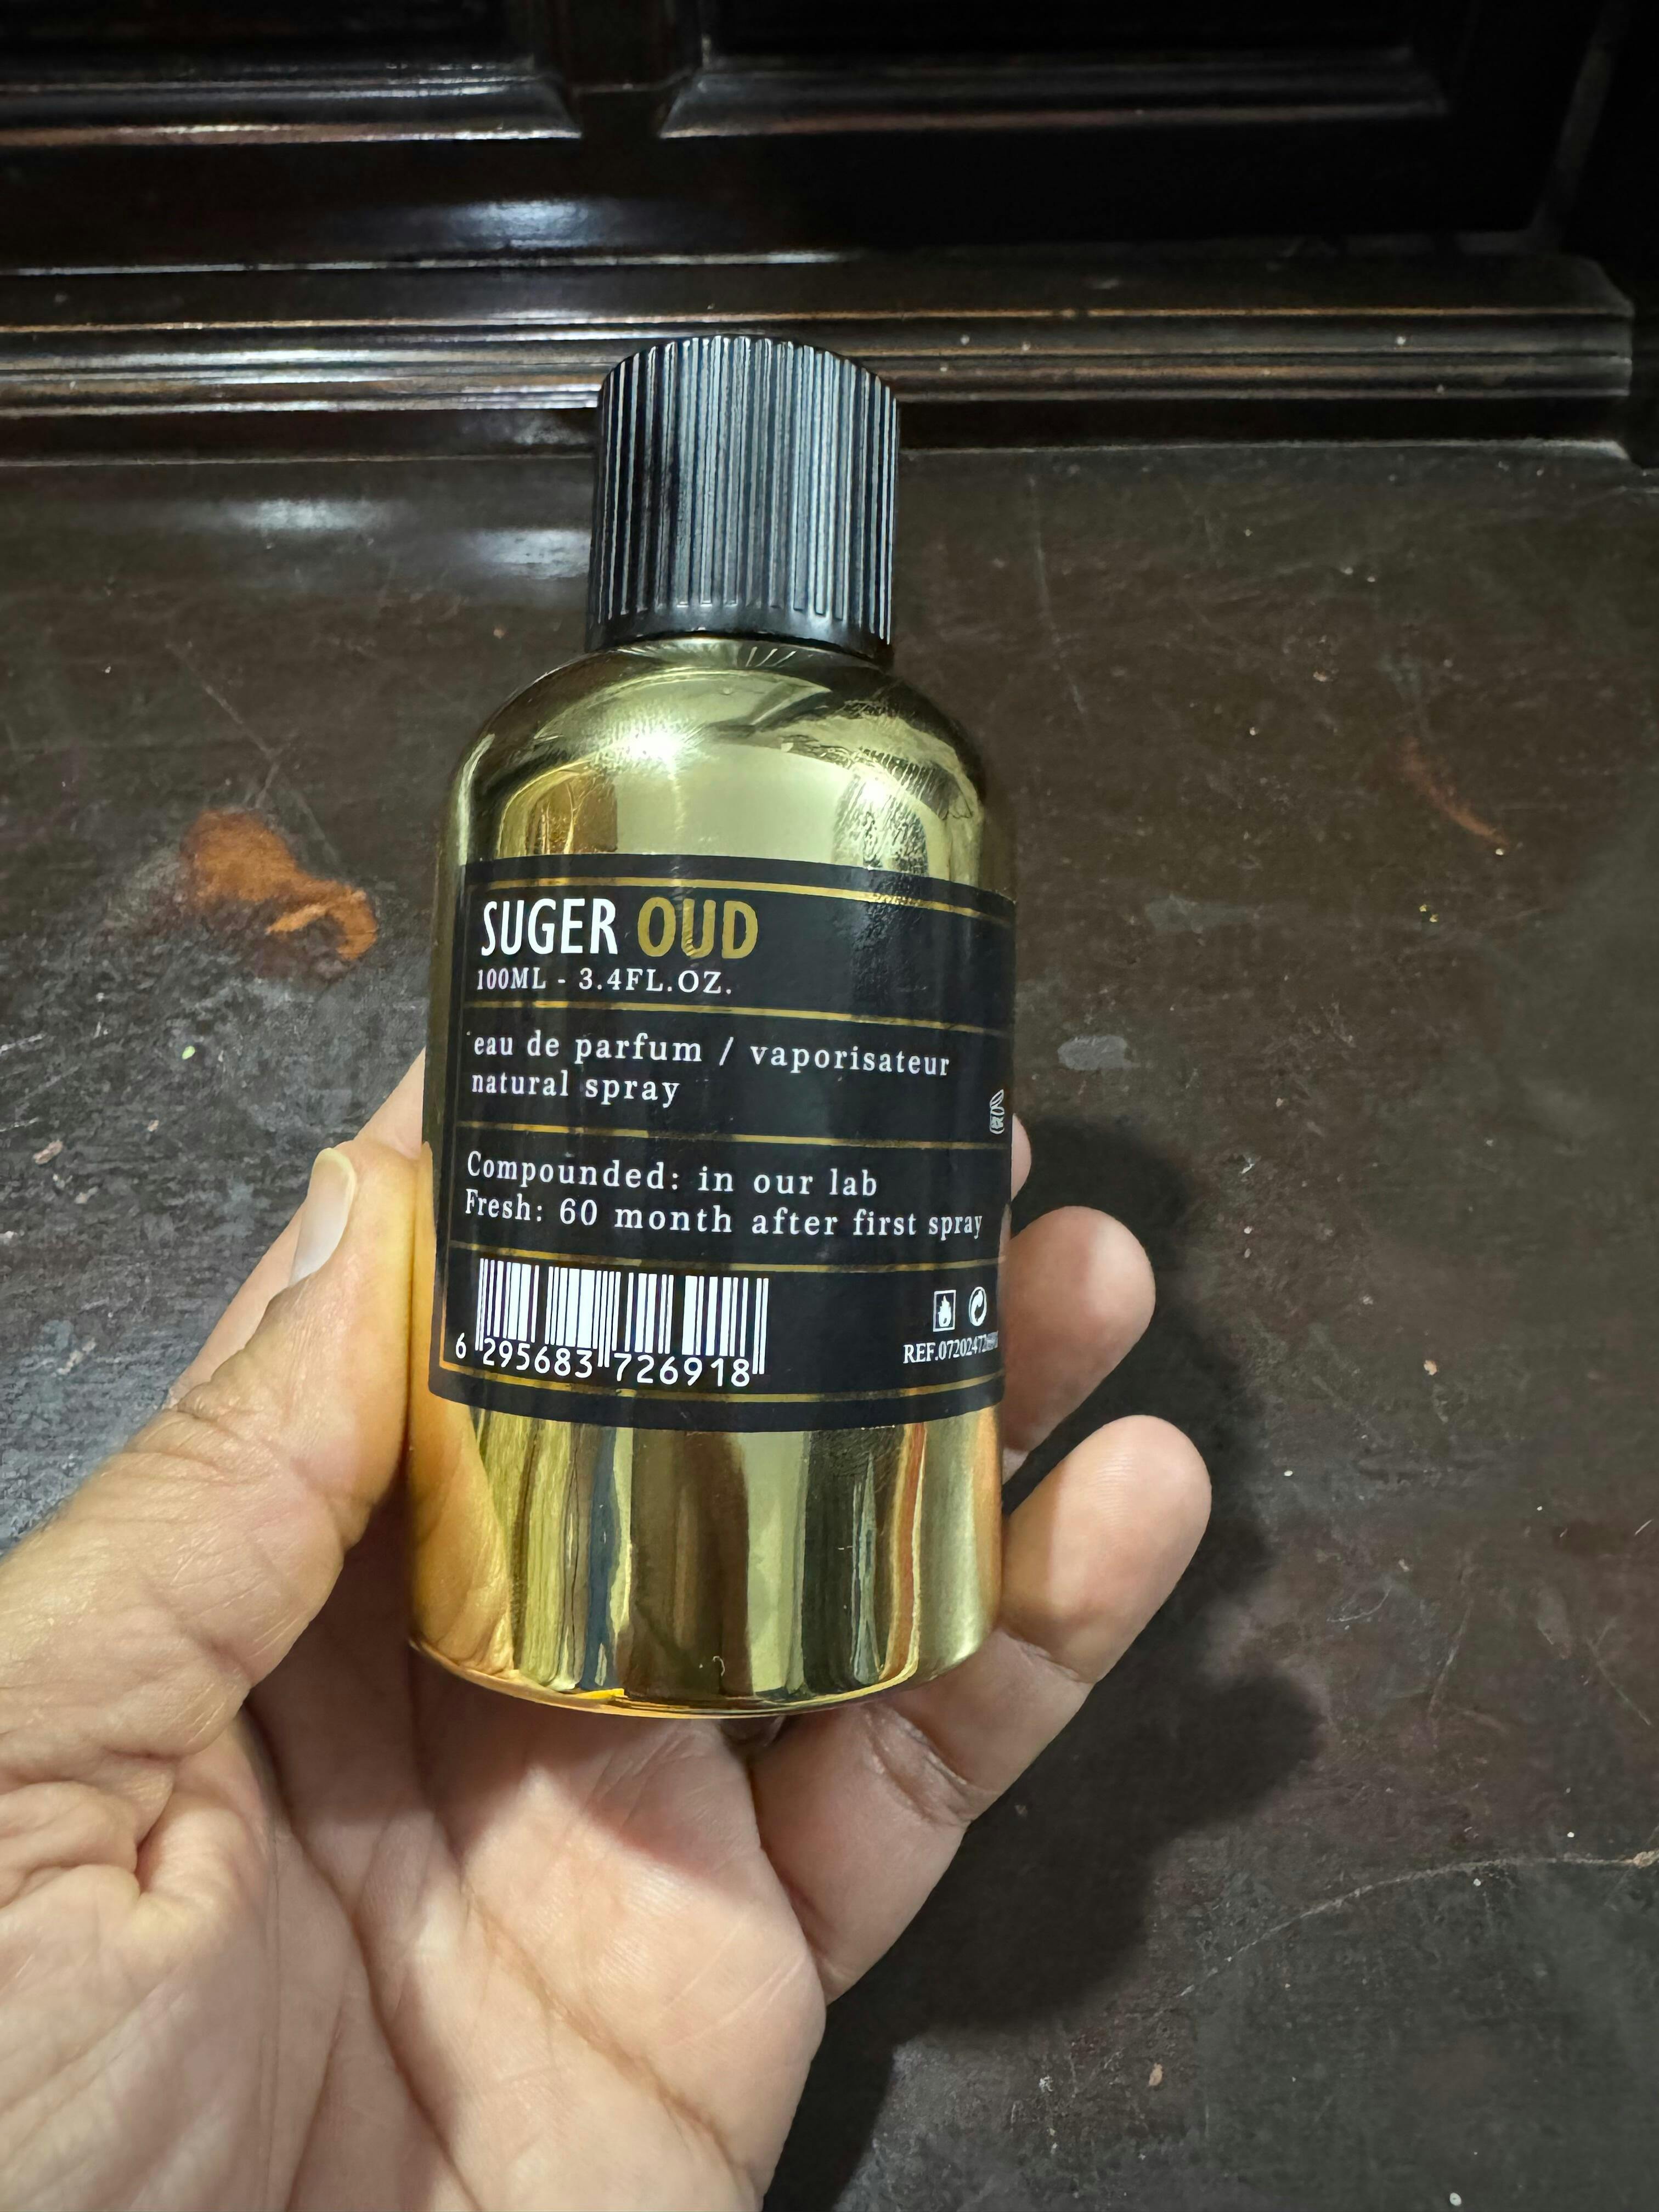 SUGER OUD
100ML - 3.4FL.OZ.
eau de parfum / vaporisateur
natural spray
Compounded: in our lab
Fresh: 60 month after first spray
6 295683 726918